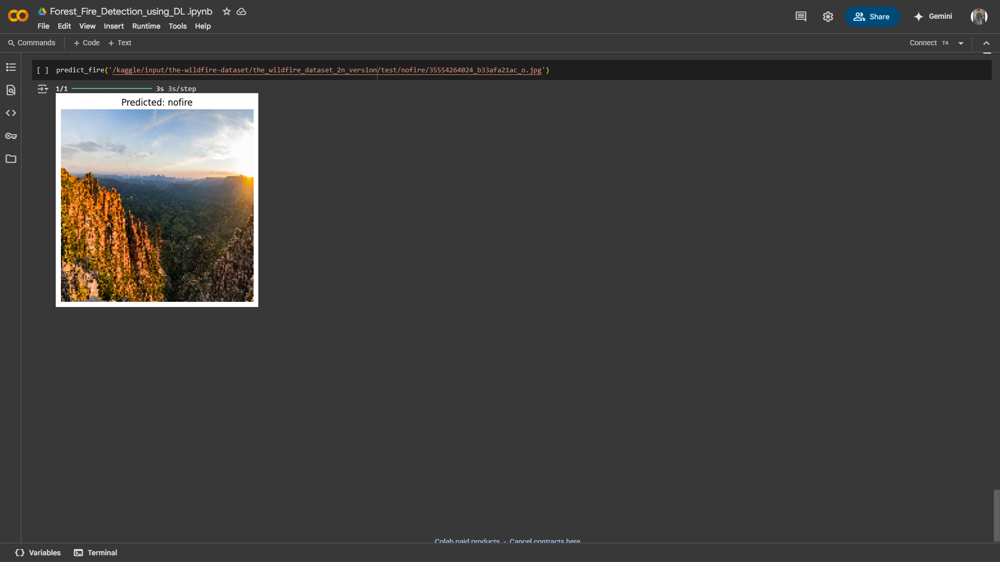 Forest_Fire_Detection_using_DL .ipynb
File Edit View Insert Runtime Tools Help
Share
Gemini
Commands + Code + Text
Connect T4
[ ] predict_fire('/kaggle/input/the-wildfire-dataset/the_wildfire_dataset_2n_version/test/nofire/35554264024_b33afa21ac_o.jpg')
1/1 3s 3s/step
Predicted: nofire
Colab paid products - Cancel contracts here
Variables Terminal